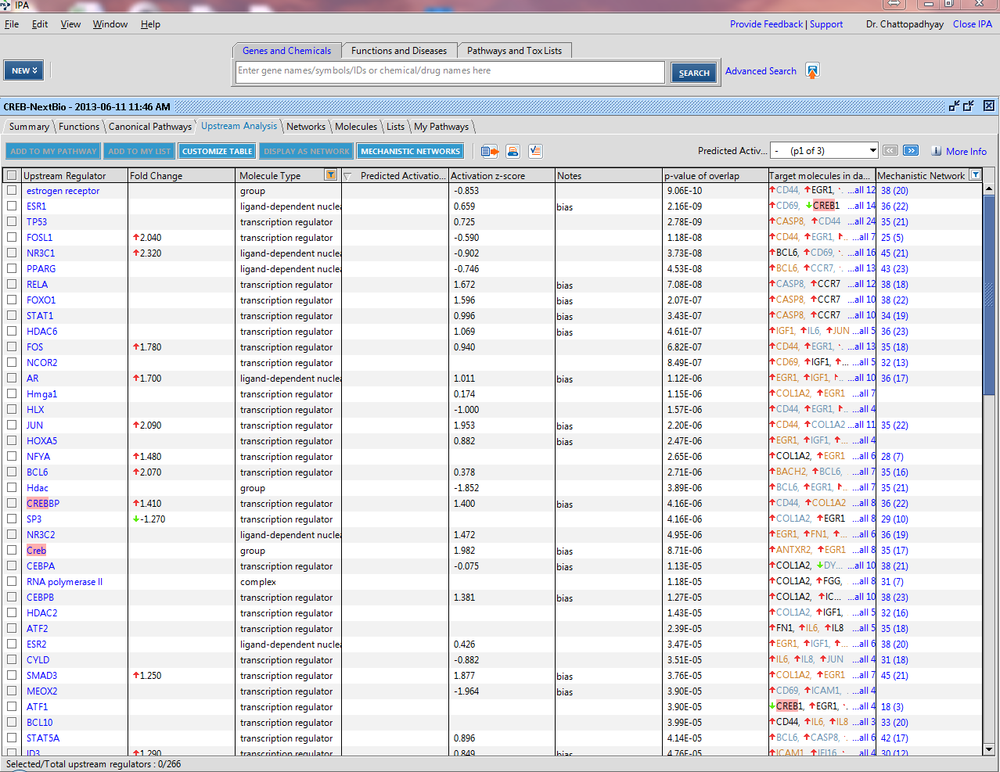 IPA
File Edit View Window Help Provide Feedback | Support Dr. Chattopadhyay Close IPA
Genes and Chemicals Functions and Diseases Pathways and Tox Lists
NEW Enter gene names/symbols/IDs or chemical/drug names here SEARCH Advanced Search
CREB-NextBio - 2013-06-11 11:46 AM
Summary Functions Canonical Pathways Upstream Analysis Networks Molecules Lists My Pathways
ADD TO MY PATHWAY ADD TO MY LIST CUSTOMIZE TABLE DISPLAY AS NETWORK MECHANISTIC NETWORKS Predicted Activ... - (p1 of 3) << >> i More Info
Upstream Regulator Fold Change Molecule Type Predicted Activatio... Activation z-score Notes p-value of overlap Target molecules in da... Mechanistic Network
estrogen receptor group -0.853 9.06E-10 CD44, EGR1, ...all 12 38 (20)
ESR1 ligand-dependent nuclea 0.659 bias 2.16E-09 CD69, CREB1 ...all 14 36 (22)
TP53 transcription regulator 0.725 2.78E-09 CASP8, CD44 ...all 24 35 (21)
FOSL1 2.040 transcription regulator -0.590 1.18E-08 CD44, EGR1, ...all 7 25 (5)
NR3C1 2.320 ligand-dependent nuclea -0.902 3.73E-08 BCL6, CD69, ...all 16 45 (21)
PPARG ligand-dependent nuclea -0.746 4.53E-08 BCL6, CCR7, ...all 13 43 (23)
RELA transcription regulator 1.672 bias 7.08E-08 CASP8, CCR7 ...all 12 38 (18)
FOXO1 transcription regulator 1.596 bias 2.07E-07 CASP8, CCR7 ...all 10 38 (22)
STAT1 transcription regulator 0.996 bias 3.43E-07 CASP8, CCR7 ...all 10 34 (19)
HDAC6 transcription regulator 1.069 bias 4.61E-07 IGF1, IL6, JUN ...all 5 36 (23)
FOS 1.780 transcription regulator 0.940 6.82E-07 CD44, EGR1, ...all 13 35 (18)
NCOR2 transcription regulator 8.49E-07 CD69, IGF1, ... ...all 5 32 (13)
AR 1.700 ligand-dependent nuclea 1.011 bias 1.12E-06 EGR1, IGF1, ...all 10 36 (17)
Hmga1 transcription regulator 0.174 1.15E-06 COL1A2, EGR1 ...all 7
HLX transcription regulator -1.000 1.57E-06 CD44, EGR1, ...all 4
JUN 2.090 transcription regulator 1.953 bias 2.20E-06 CD44, COL1A2 ...all 11 35 (22)
HOXA5 transcription regulator 0.882 bias 2.47E-06 EGR1, IGF1, ... ...all 4
NFYA 1.480 transcription regulator 2.65E-06 COL1A2, EGR1 ...all 6 28 (7)
BCL6 2.070 transcription regulator 0.378 2.71E-06 BACH2, BCL6, ...all 7 35 (16)
Hdac group -1.852 3.89E-06 BCL6, EGR1, ...all 7 35 (21)
CREBBP 1.410 transcription regulator 1.400 bias 4.16E-06 CD44, COL1A2 ...all 8 36 (22)
SP3 -1.270 transcription regulator 4.16E-06 COL1A2, EGR1 ...all 8 29 (10)
NR3C2 ligand-dependent nuclea 1.472 4.95E-06 EGR1, FN1, ... ...all 6 36 (19)
Creb group 1.982 bias 8.71E-06 ANTXR2, EGR1 ...all 8 35 (17)
CEBPA transcription regulator -0.075 bias 1.13E-05 COL1A2, DY... ...all 10 38 (21)
RNA polymerase II complex 1.18E-05 COL1A2, FGG, ...all 8 31 (7)
CEBPB transcription regulator 1.381 bias 1.27E-05 COL1A2, IC... ...all 10 38 (23)
HDAC2 transcription regulator 1.43E-05 COL1A2, IGF1, ...all 5 32 (16)
ATF2 transcription regulator 2.39E-05 FN1, IL6, IL8 ...all 5 35 (18)
ESR2 ligand-dependent nuclea 0.426 3.47E-05 EGR1, IGF1, ... ...all 6 38 (20)
CYLD transcription regulator -0.882 3.51E-05 IL6, IL8, JUN ...all 4 31 (18)
SMAD3 1.250 transcription regulator 1.877 bias 3.76E-05 COL1A2, EGR1 ...all 7 45 (21)
MEOX2 transcription regulator -1.964 bias 3.90E-05 CD69, ICAM1, ...all 4
ATF1 transcription regulator 3.90E-05 CREB1, EGR1, ...all 4 18 (3)
BCL10 transcription regulator 3.99E-05 CD44, IL6, IL8 ...all 3 33 (20)
STAT5A transcription regulator 0.896 4.14E-05 BCL6, CASP8, ...all 6 42 (17)
ID3 1.290 transcription regulator 0.849 bias 4.76E-05 ICAM1, IFI16, ...all 4 30 (12)
Selected/Total upstream regulators : 0/266